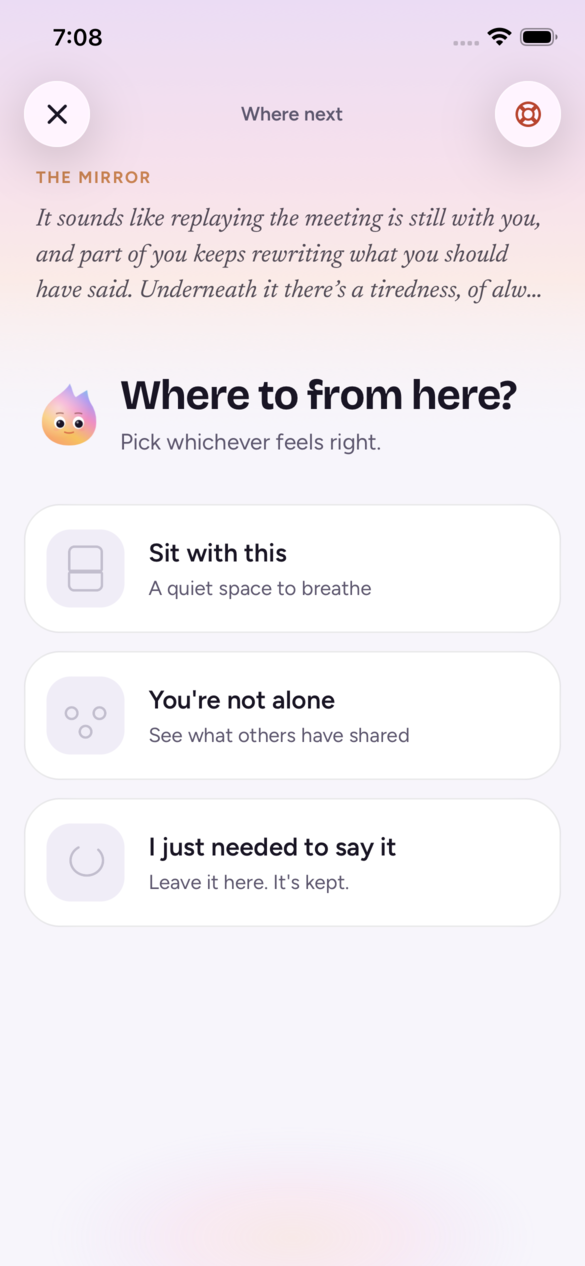 7:08
Where next
THE MIRROR
It sounds like replaying the meeting is still with you,
and part of you keeps rewriting what you should
have said. Underneath it there’s a tiredness, of alw...
Where to from here?
Pick whichever feels right.
Sit with this
A quiet space to breathe
You're not alone
See what others have shared
I just needed to say it
Leave it here. It's kept.